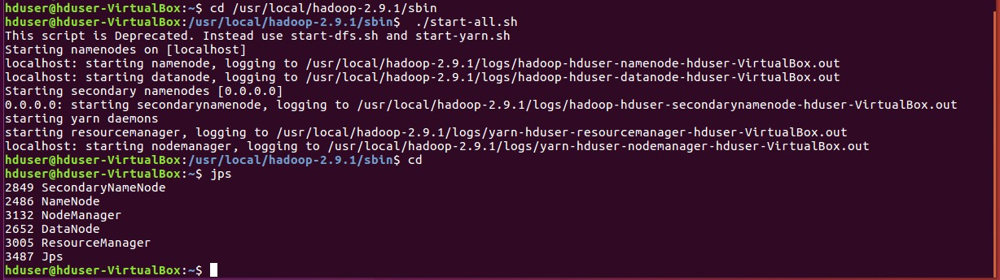 hduser@hduser-VirtualBox:~$ cd /usr/local/hadoop-2.9.1/sbin
hduser@hduser-VirtualBox:/usr/local/hadoop-2.9.1/sbin$  ./start-all.sh
This script is Deprecated. Instead use start-dfs.sh and start-yarn.sh
Starting namenodes on [localhost]
localhost: starting namenode, logging to /usr/local/hadoop-2.9.1/logs/hadoop-hduser-namenode-hduser-VirtualBox.out
localhost: starting datanode, logging to /usr/local/hadoop-2.9.1/logs/hadoop-hduser-datanode-hduser-VirtualBox.out
Starting secondary namenodes [0.0.0.0]
0.0.0.0: starting secondarynamenode, logging to /usr/local/hadoop-2.9.1/logs/hadoop-hduser-secondarynamenode-hduser-VirtualBox.out
starting yarn daemons
starting resourcemanager, logging to /usr/local/hadoop-2.9.1/logs/yarn-hduser-resourcemanager-hduser-VirtualBox.out
localhost: starting nodemanager, logging to /usr/local/hadoop-2.9.1/logs/yarn-hduser-nodemanager-hduser-VirtualBox.out
hduser@hduser-VirtualBox:/usr/local/hadoop-2.9.1/sbin$ cd
hduser@hduser-VirtualBox:~$ jps
2849 SecondaryNameNode
2486 NameNode
3132 NodeManager
2652 DataNode
3005 ResourceManager
3487 Jps
hduser@hduser-VirtualBox:~$